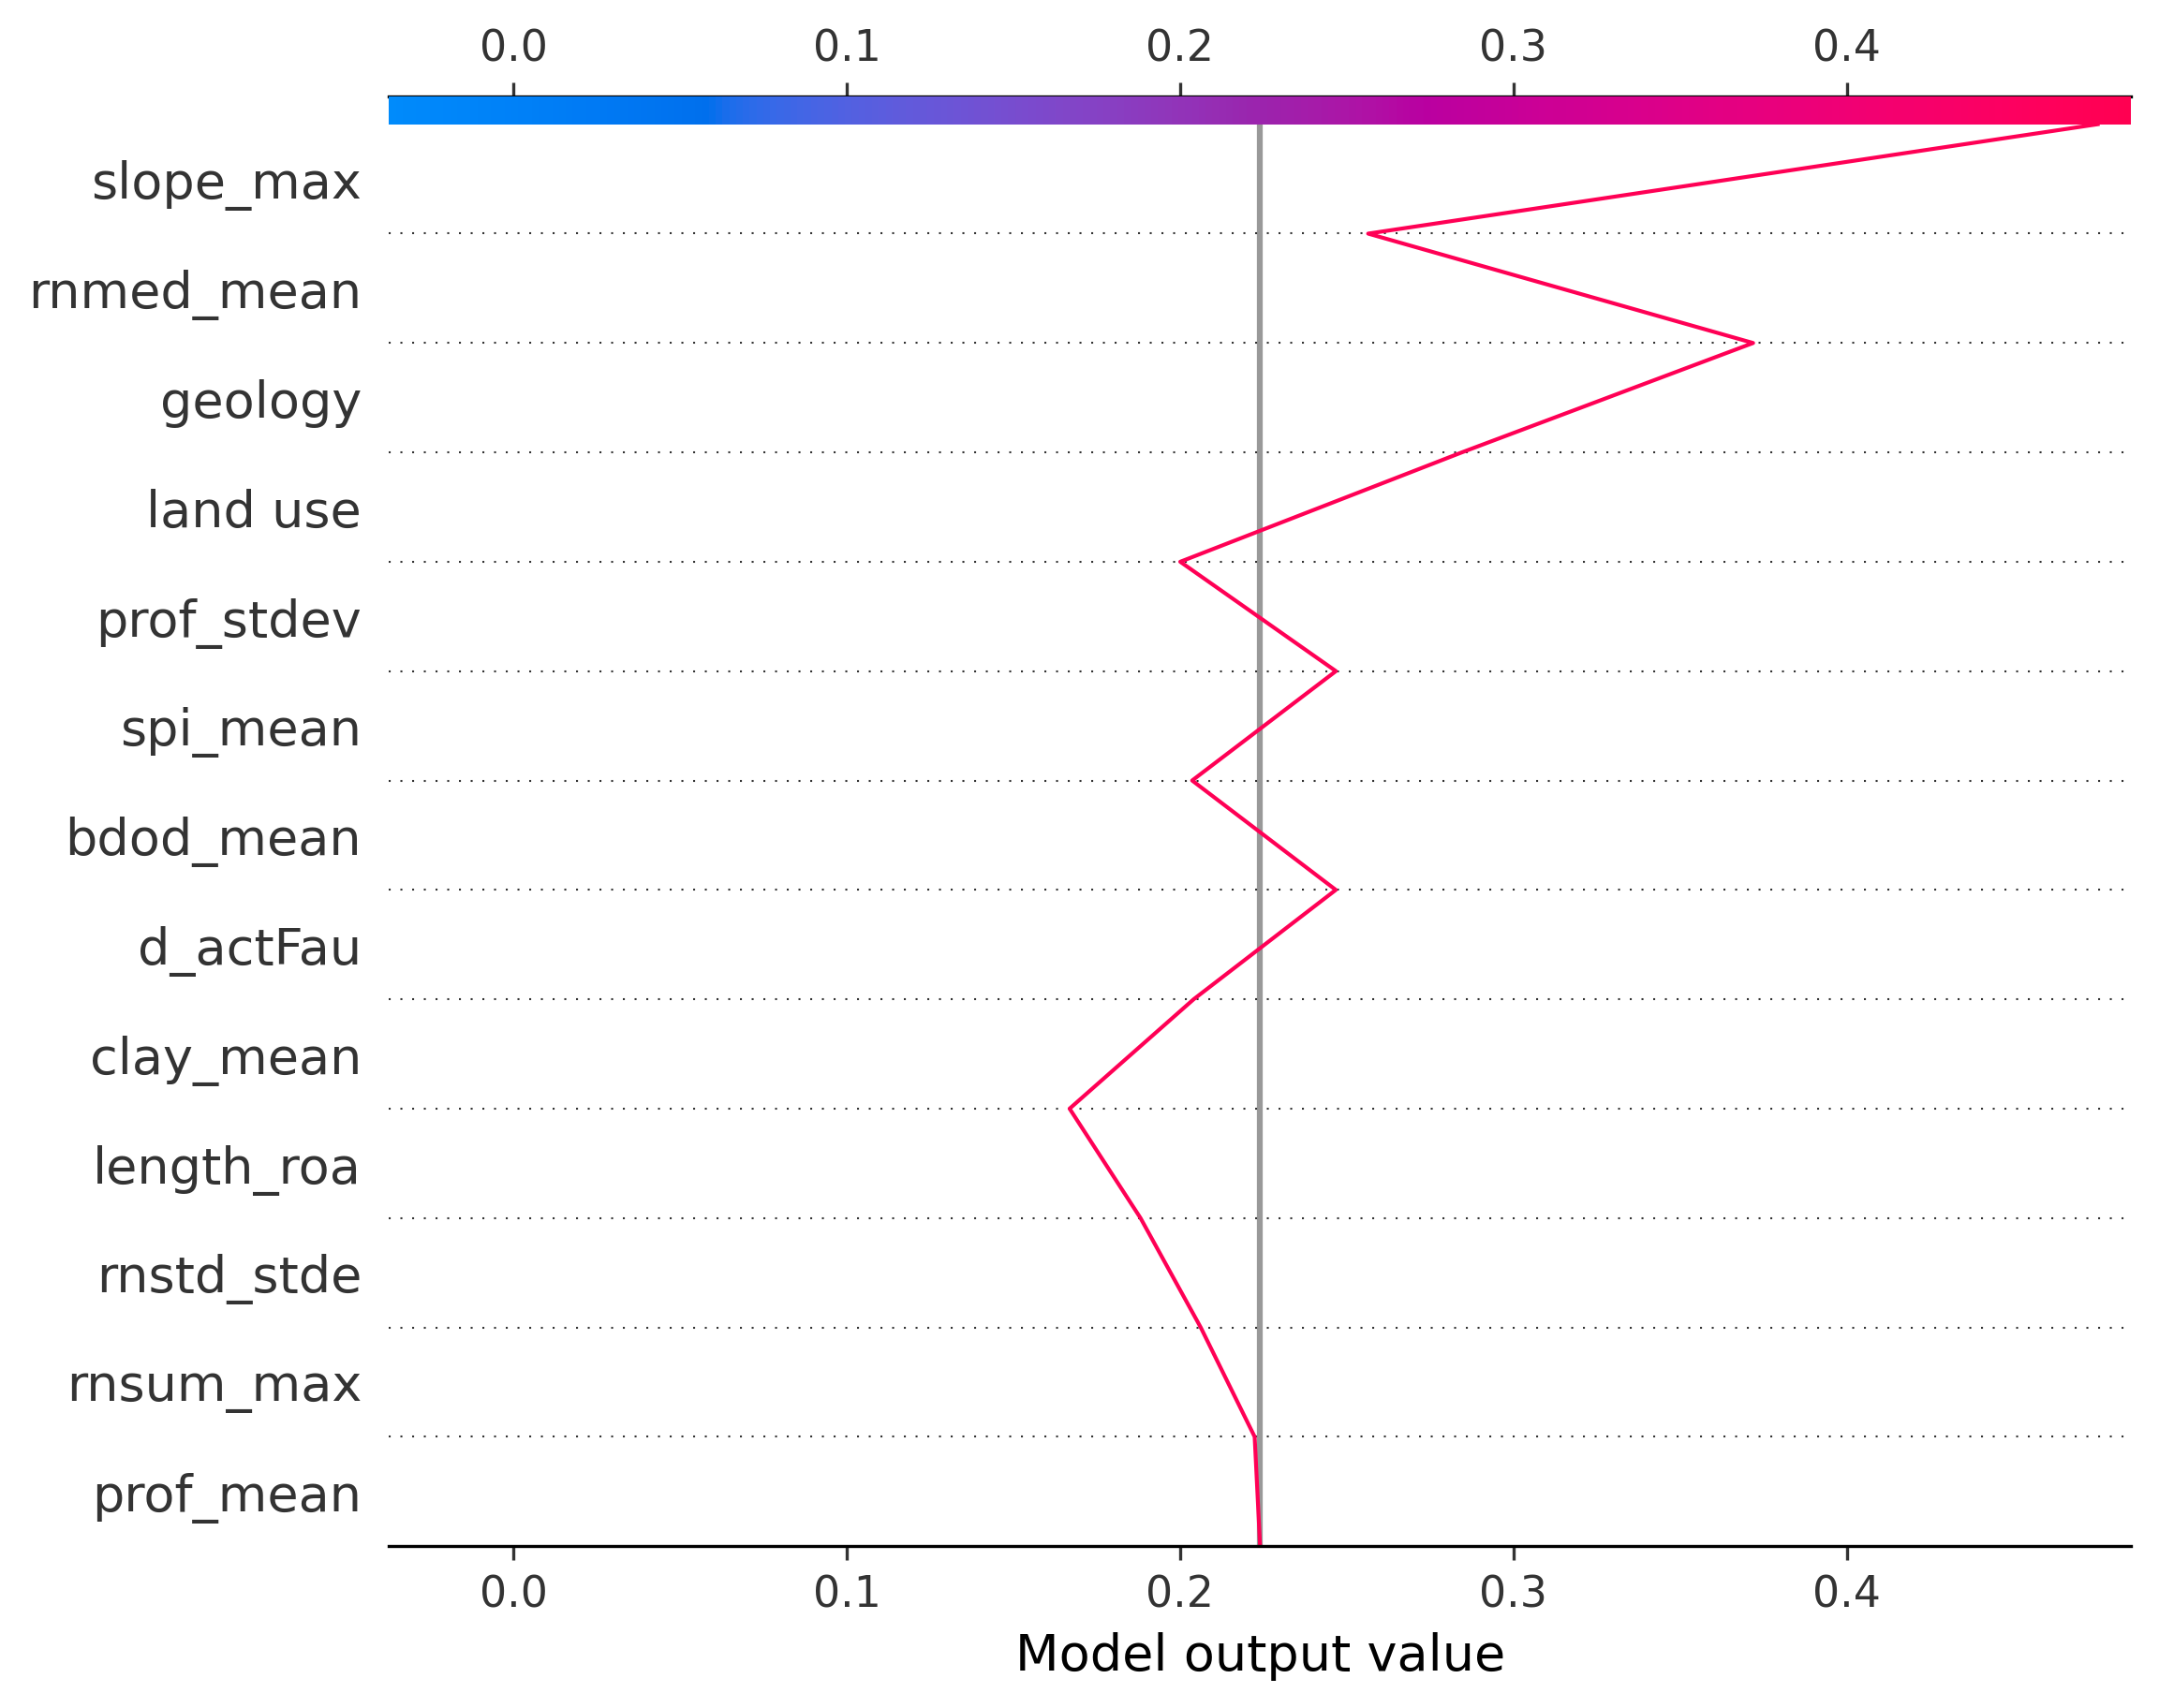 0.0 0.1 0.2 0.3 0.4
slope_max
rnmed_mean
geology
land use
prof_stdev
spi_mean
bdod_mean
d_actFau
clay_mean
length_roa
rnstd_stde
rnsum_max
prof_mean
0.0 0.1 0.2 0.3 0.4
Model output value